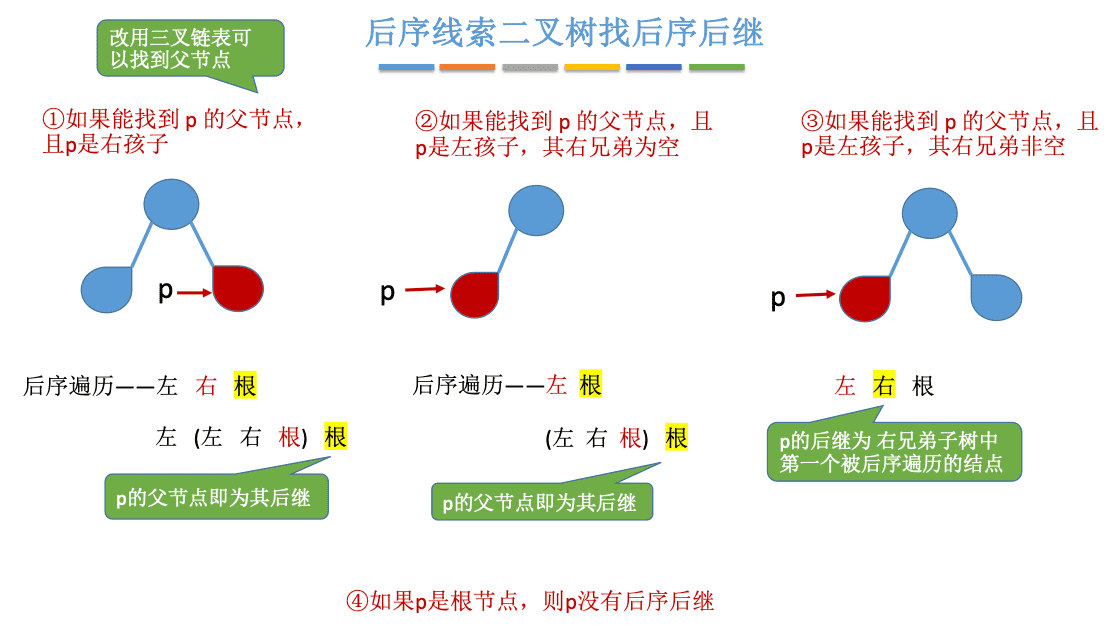 后序线索二叉树找后序后继
改用三叉链表可
以找到父节点
①如果能找到 p 的父节点，
且p是右孩子
p
后序遍历——左 右 根
左 (左 右 根) 根
p的父节点即为其后继
②如果能找到 p 的父节点，且
p是左孩子，其右兄弟为空
p
后序遍历——左 根
(左 右 根) 根
p的父节点即为其后继
③如果能找到 p 的父节点，且
p是左孩子，其右兄弟非空
p
左 右 根
p的后继为 右兄弟子树中
第一个被后序遍历的结点
④如果p是根节点，则p没有后序后继